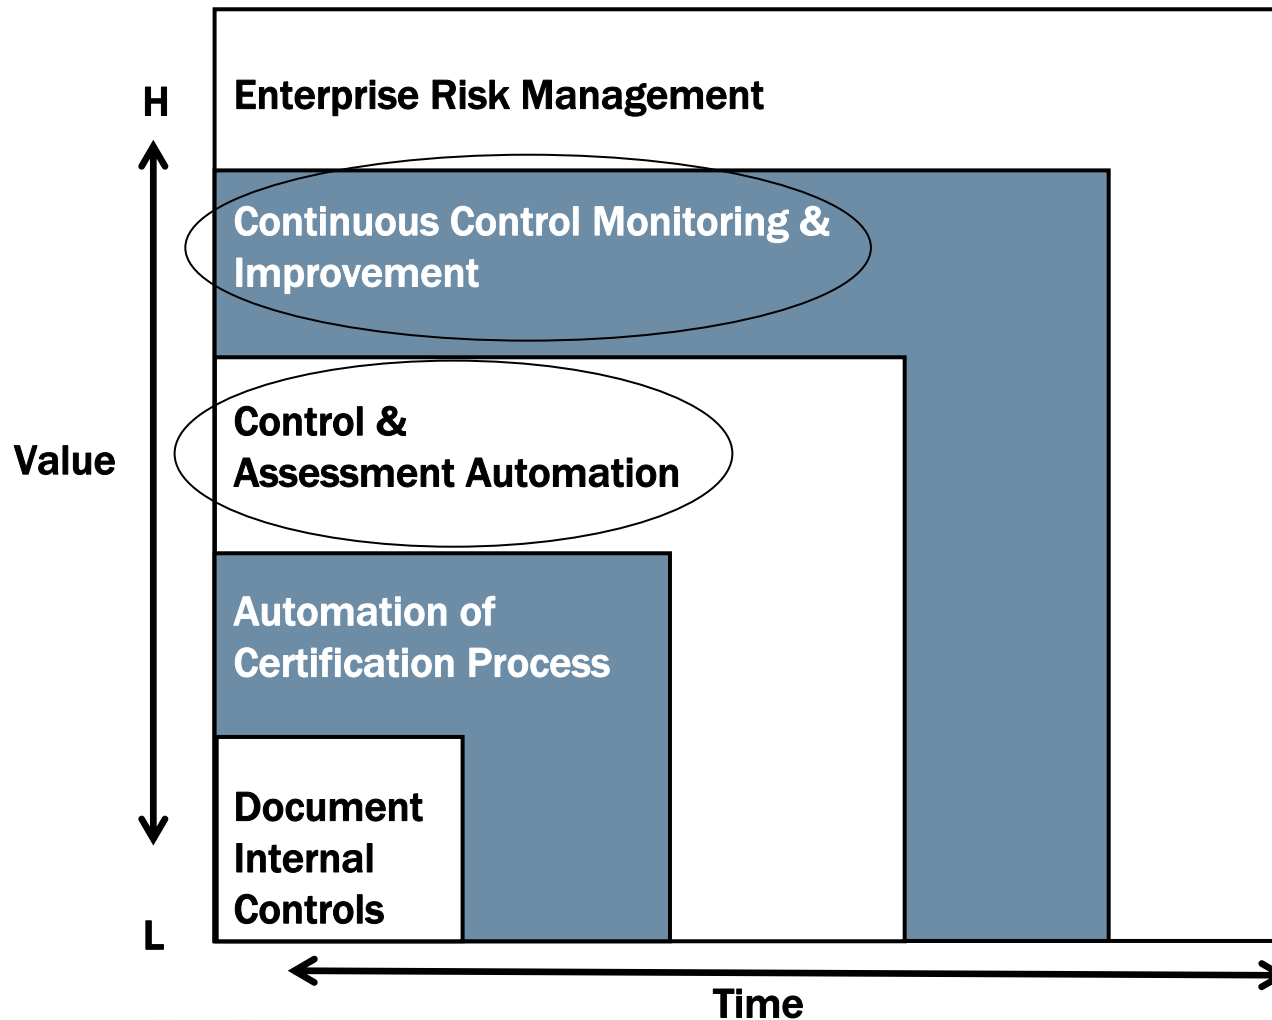 H
Enterprise Risk Management
Continuous Control Monitoring &
Improvement
Control &
Assessment Automation
Value
Automation of
Certification Process
Document
Internal
Controls
L
Time